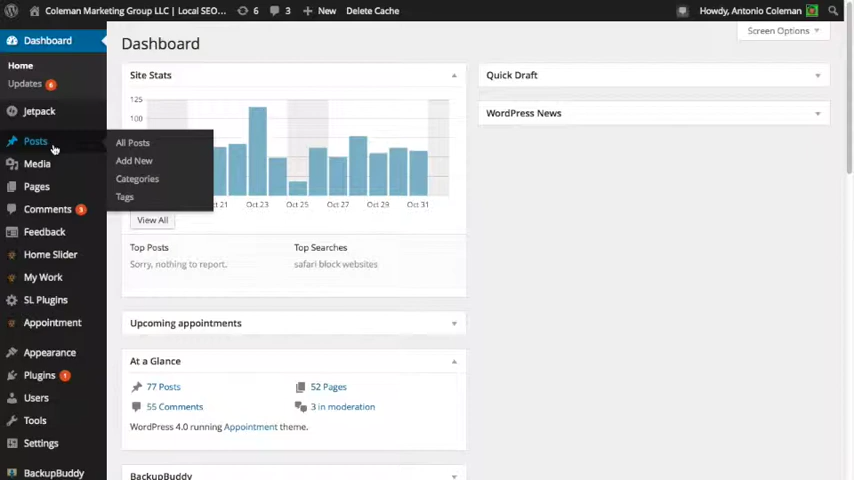 Coleman Marketing Group LLC | Local SEO... 6 3 + New Delete Cache Howdy, Antonio Coleman
Dashboard
Home
Updates 6
Jetpack
Posts
Media
Pages
Comments 3
Feedback
Home Slider
My Work
SL Plugins
Appointment
Appearance
Plugins 1
Users
Tools
Settings
BackupBuddy
All Posts
Add New
Categories
Tags
Screen Options
Dashboard
Site Stats
125
100
21 Oct 23 Oct 25 Oct 27 Oct 29 Oct 31
View All
Top Posts Top Searches
Sorry, nothing to report. safari block websites
Upcoming appointments
At a Glance
77 Posts 52 Pages
55 Comments 3 in moderation
WordPress 4.0 running Appointment theme.
BackupBuddy
Quick Draft
WordPress News